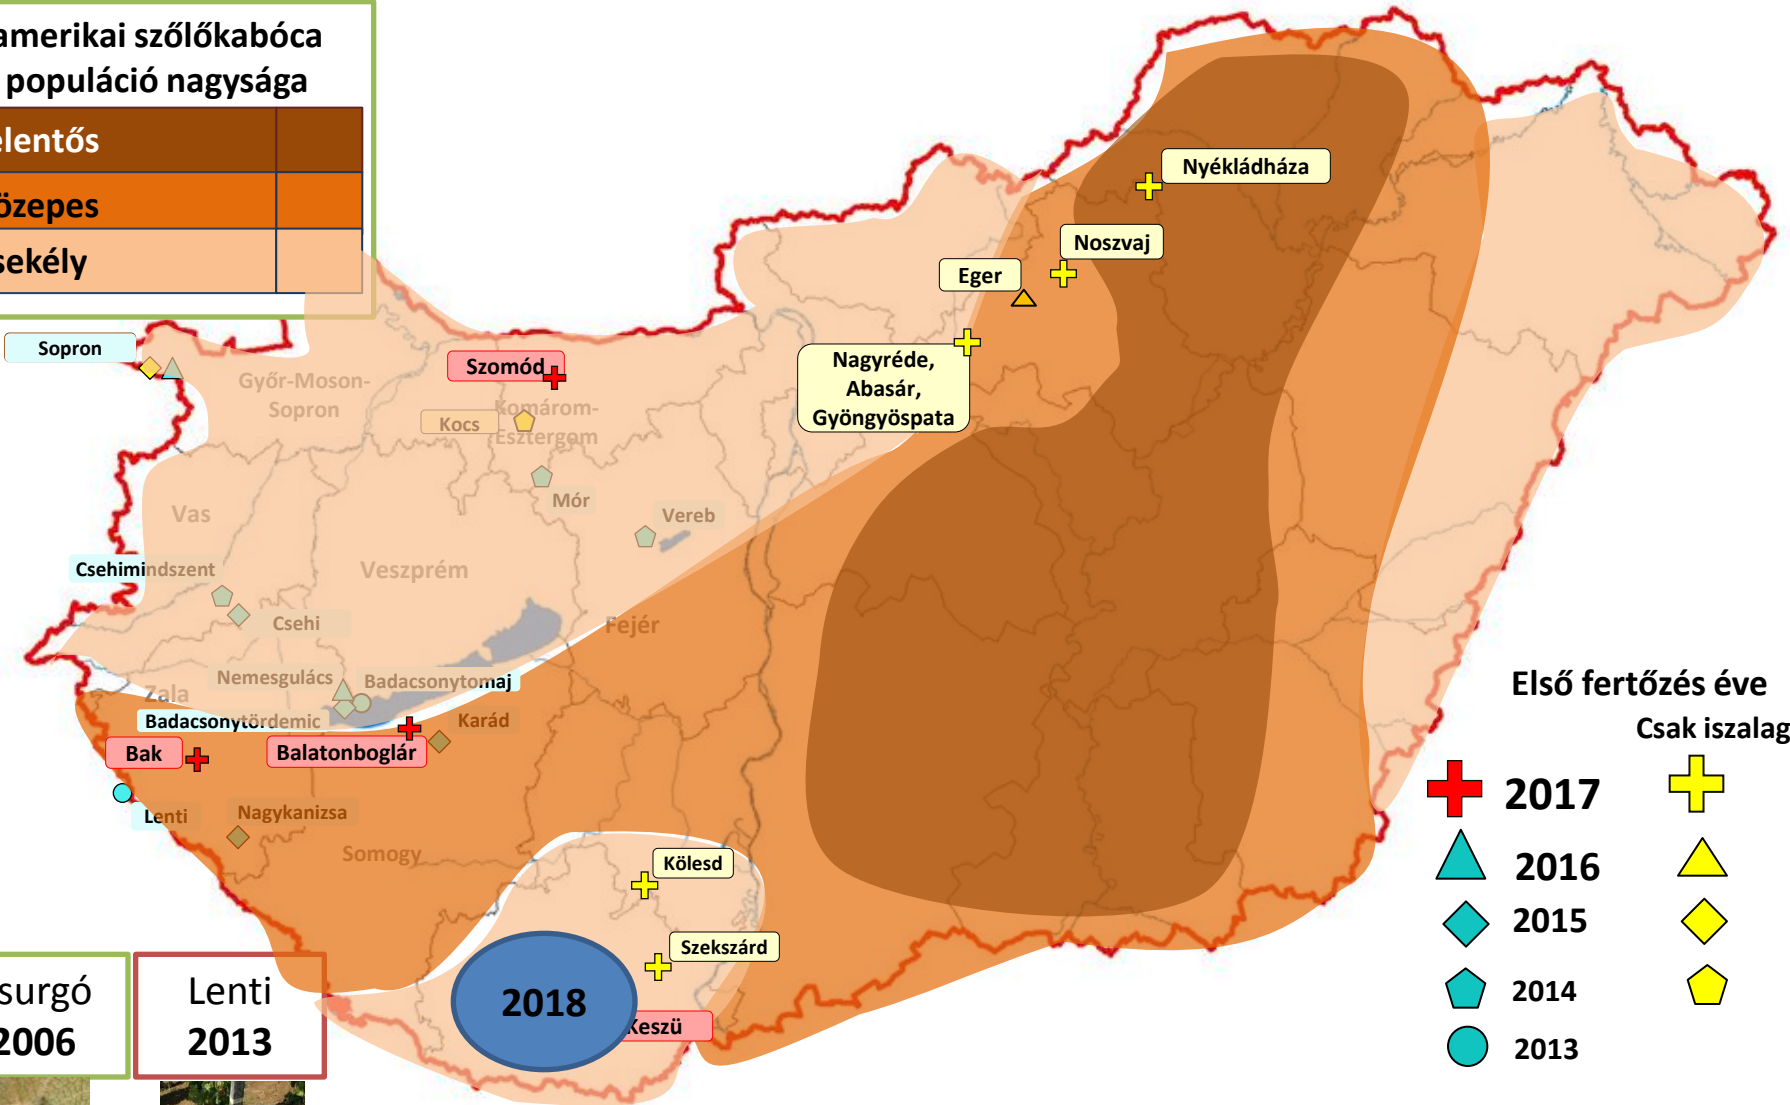 amerikai szőlőkabóca
populáció nagysága
elentős
özepes
sekély
Sopron
Győr-Moson-
Sopron
Szomód
Kocs
Komárom-
Esztergom
Mór
Vereb
Vas
Csehimindszent
Veszprém
Csehi
Fejér
Nemesgulács
Badacsonytomaj
Zala
Badacsonytördemic
Karád
Bak
Balatonboglár
Lenti
Nagykanizsa
Somogy
Kölesd
Szekszárd
2018
Keszü
Nyékládháza
Noszvaj
Eger
Nagyréde,
Abasár,
Gyöngyöspata
Első fertőzés éve
Csak iszalag
2017
2016
2015
2014
2013
surgó
2006
Lenti
2013